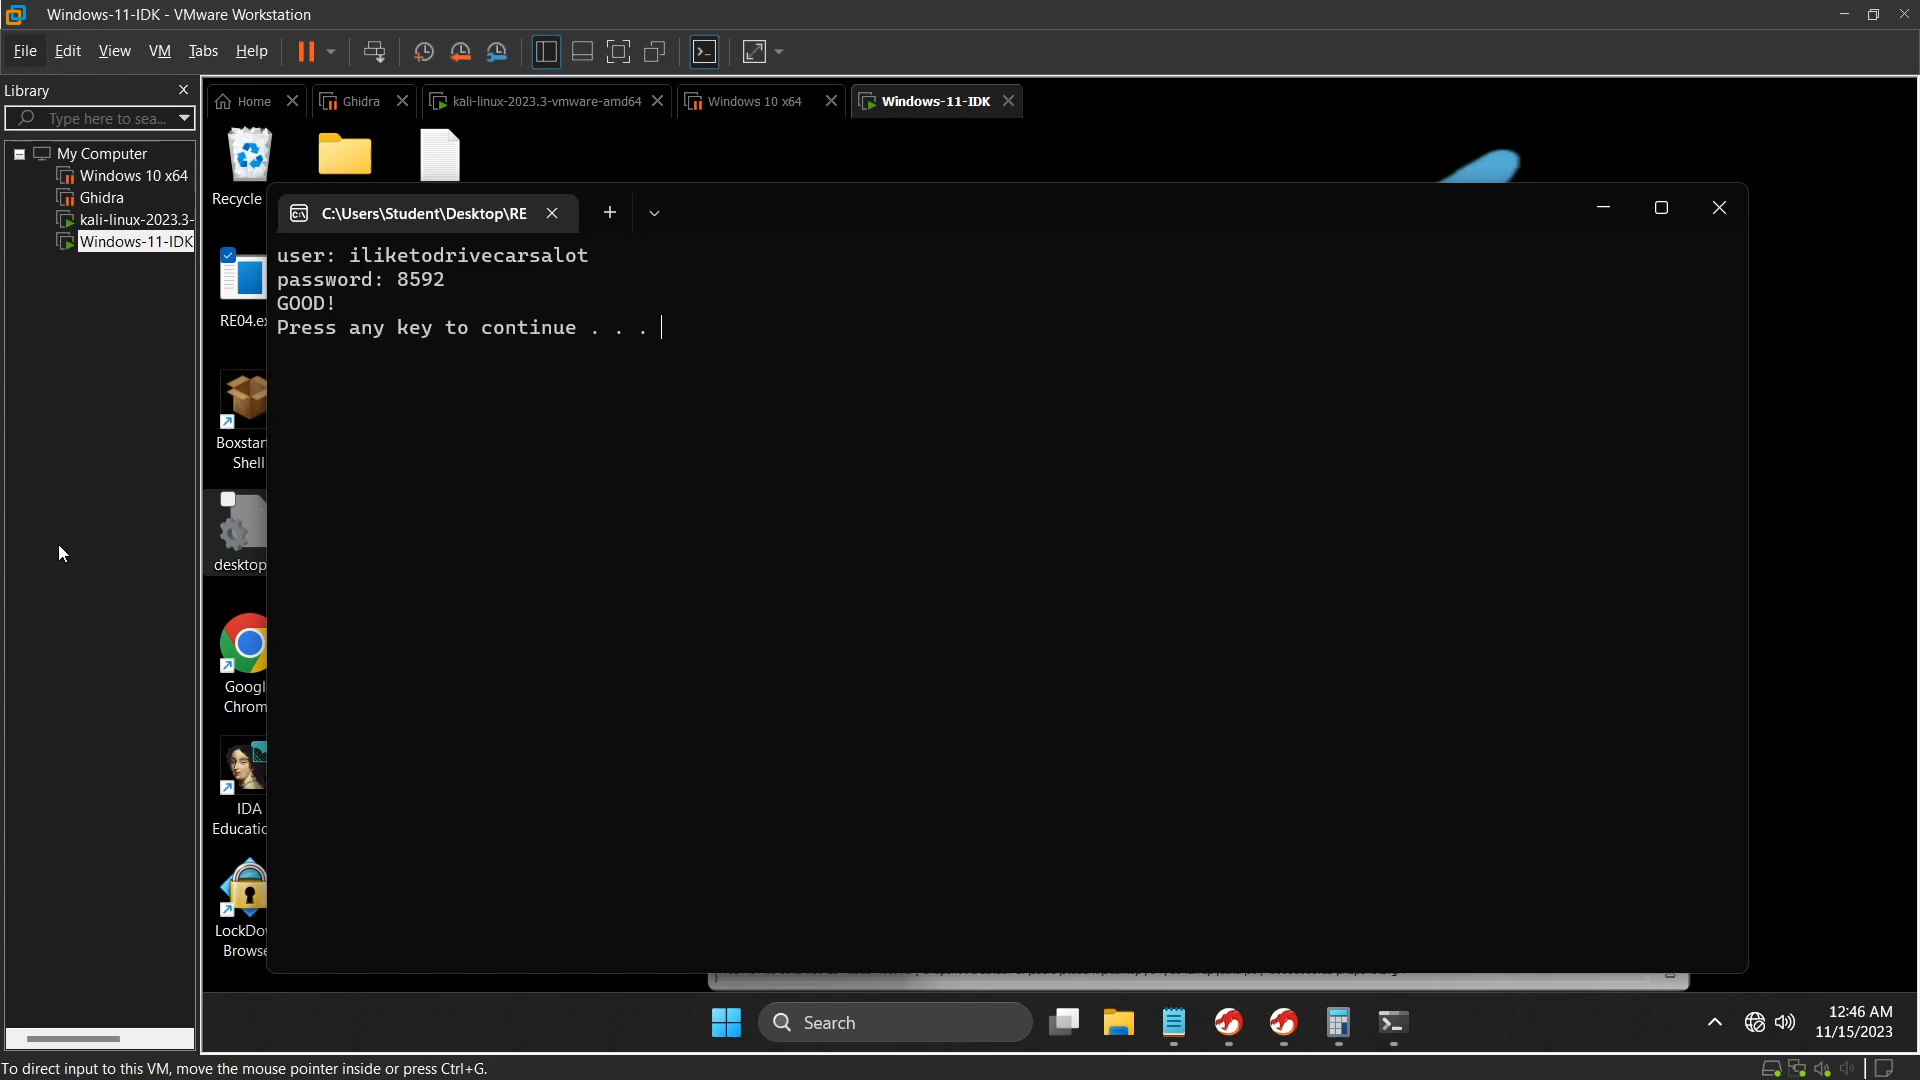 Windows-11-IDK - VMware Workstation
File Edit View VM Tabs Help
Library
Type here to sea...
My Computer
Windows 10 x64
Ghidra
kali-linux-2023.3-
Windows-11-IDK
Home
Ghidra
kali-linux-2023.3-vmware-amd64
Windows 10 x64
Windows-11-IDK
Recycle
RE04.ex
Boxstar
Shell
desktop
Googl
Chrom
IDA
Educatio
LockDo
Browse
C:\Users\Student\Desktop\RE
user: iliketodrivecarsalot
password: 8592
GOOD!
Press any key to continue . . .
Search
12:46 AM
11/15/2023
To direct input to this VM, move the mouse pointer inside or press Ctrl+G.